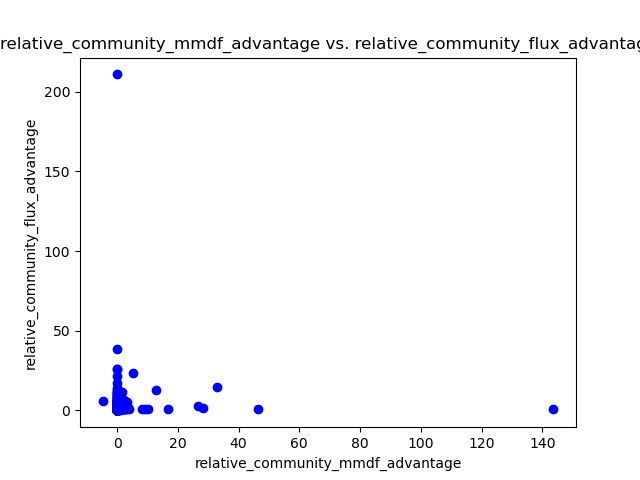 relative_community_mmdf_advantage vs. relative_community_flux_advantag
200
150
100
50
0
relative_community_flux_advantage
0 20 40 60 80 100 120 140
relative_community_mmdf_advantage